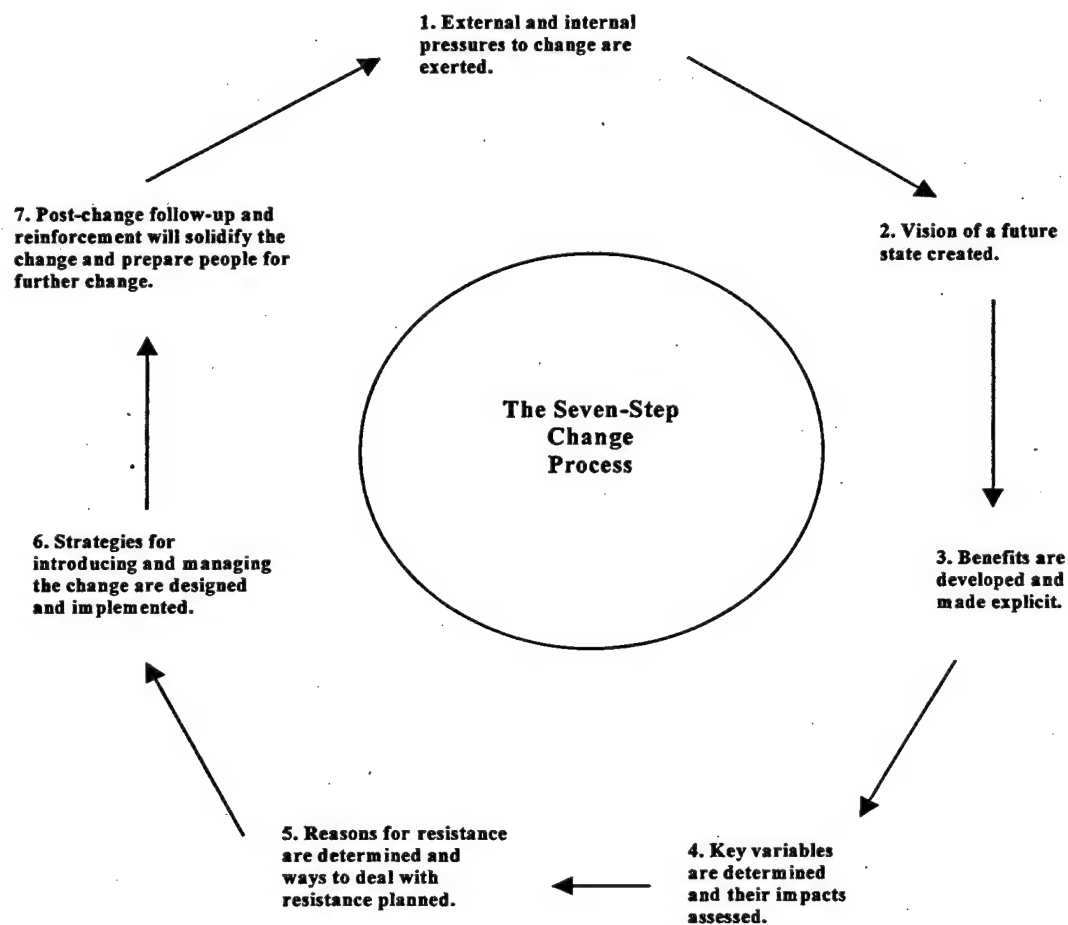 1. External and internal
pressures to change are
exerted.
2. Vision of a future
state created.
3. Benefits are
developed and
made explicit.
4. Key variables
are determined
and their impacts
assessed.
5. Reasons for resistance
are determined and
ways to deal with
resistance planned.
6. Strategies for
introducing and managing
the change are designed
and implemented.
7. Post-change follow-up and
reinforcement will solidify the
change and prepare people for
further change.
The Seven-Step
Change
Process